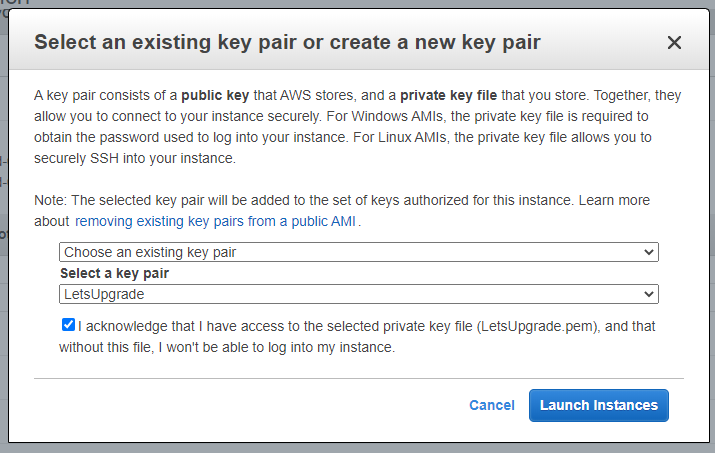 Select an existing key pair or create a new key pair
A key pair consists of a public key that AWS stores, and a private key file that you store. Together, they
allow you to connect to your instance securely. For Windows AMIs, the private key file is required to
obtain the password used to log into your instance. For Linux AMIs, the private key file allows you to
securely SSH into your instance.
Note: The selected key pair will be added to the set of keys authorized for this instance. Learn more
about removing existing key pairs from a public AMI .
Choose an existing key pair
Select a key pair
LetsUpgrade
I acknowledge that I have access to the selected private key file (LetsUpgrade.pem), and that
without this file, I won't be able to log into my instance.
Cancel Launch Instances